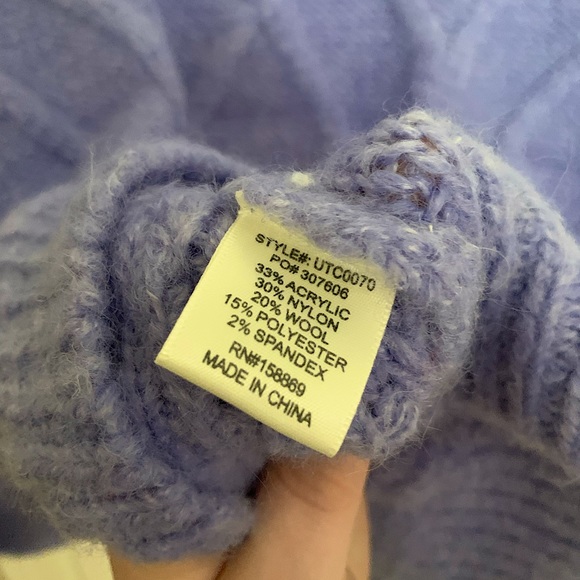 STYLE#: UTC0070
PO# 307606
33% ACRYLIC
30% NYLON
20% WOOL
15% POLYESTER
2% SPANDEX
RN#158869
MADE IN CHINA